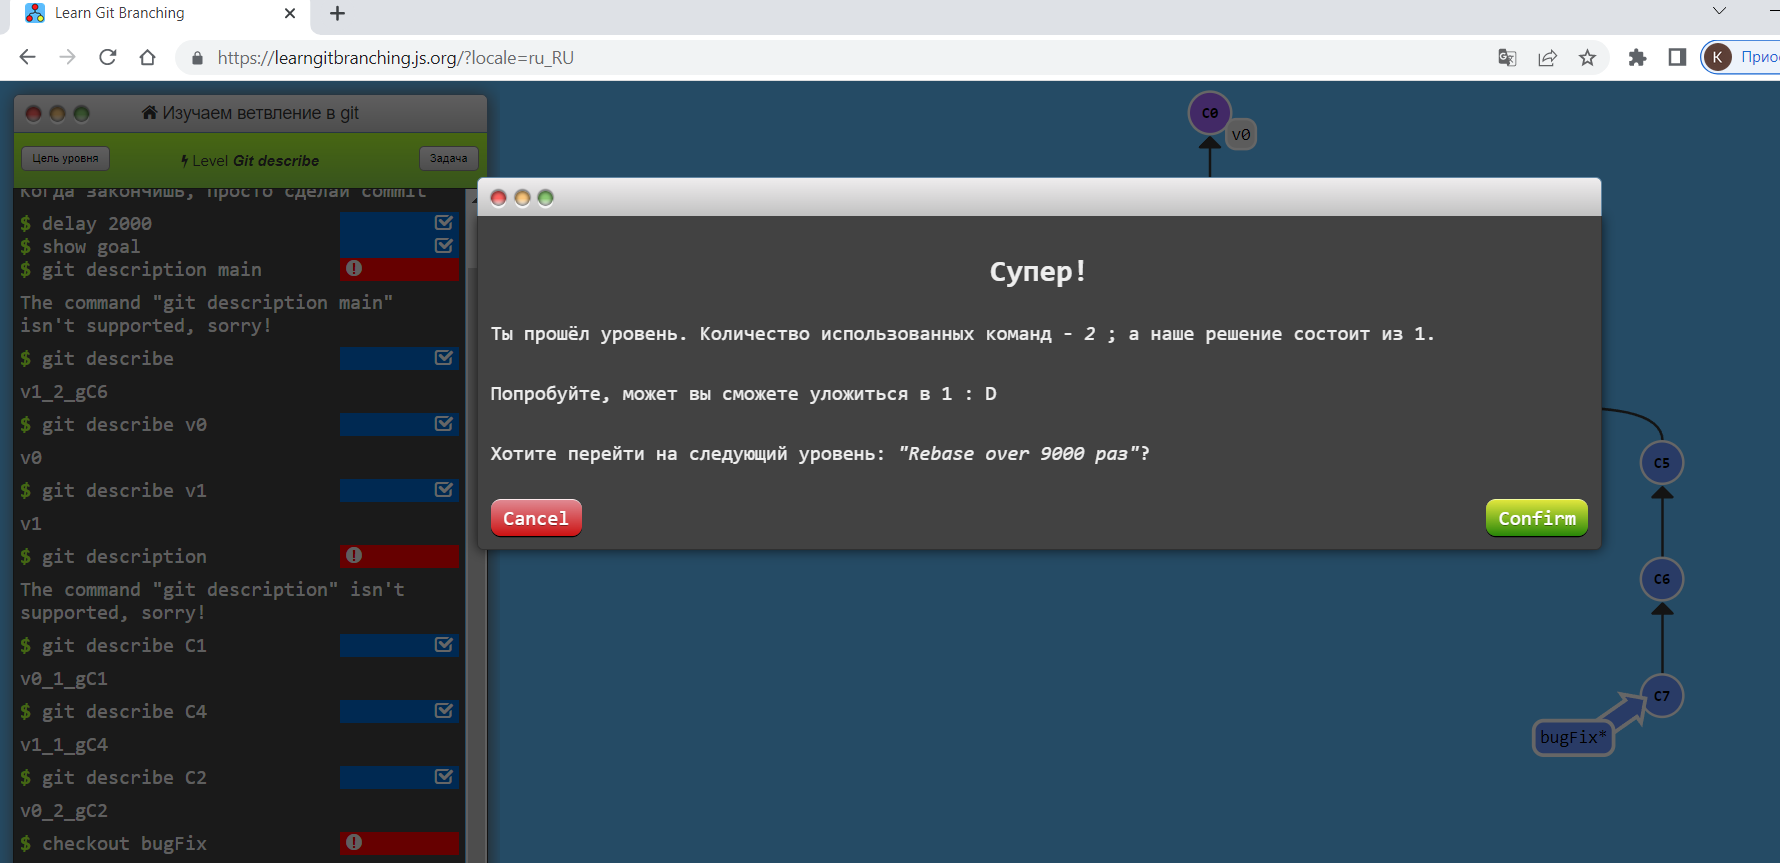 Learn Git Branching
https://learngitbranching.js.org/?locale=ru_RU
K
Прио
Изучаем ветвление в git
Цель уровня
Level Git describe
Задача
Когда закончишь, просто сделай commit
$ delay 2000
$ show goal
$ git description main
The command "git description main"
isn't supported, sorry!
$ git describe
v1_2_gC6
$ git describe v0
v0
$ git describe v1
v1
$ git description
The command "git description" isn't
supported, sorry!
$ git describe C1
v0_1_gC1
$ git describe C4
v1_1_gC4
$ git describe C2
v0_2_gC2
$ checkout bugFix
C0
v0
Супер!
Ты прошёл уровень. Количество использованных команд - 2 ; а наше решение состоит из 1.
Попробуйте, может вы сможете уложиться в 1 : D
Хотите перейти на следующий уровень: "Rebase over 9000 раз"?
Cancel
Confirm
C5
C6
C7
bugFix*